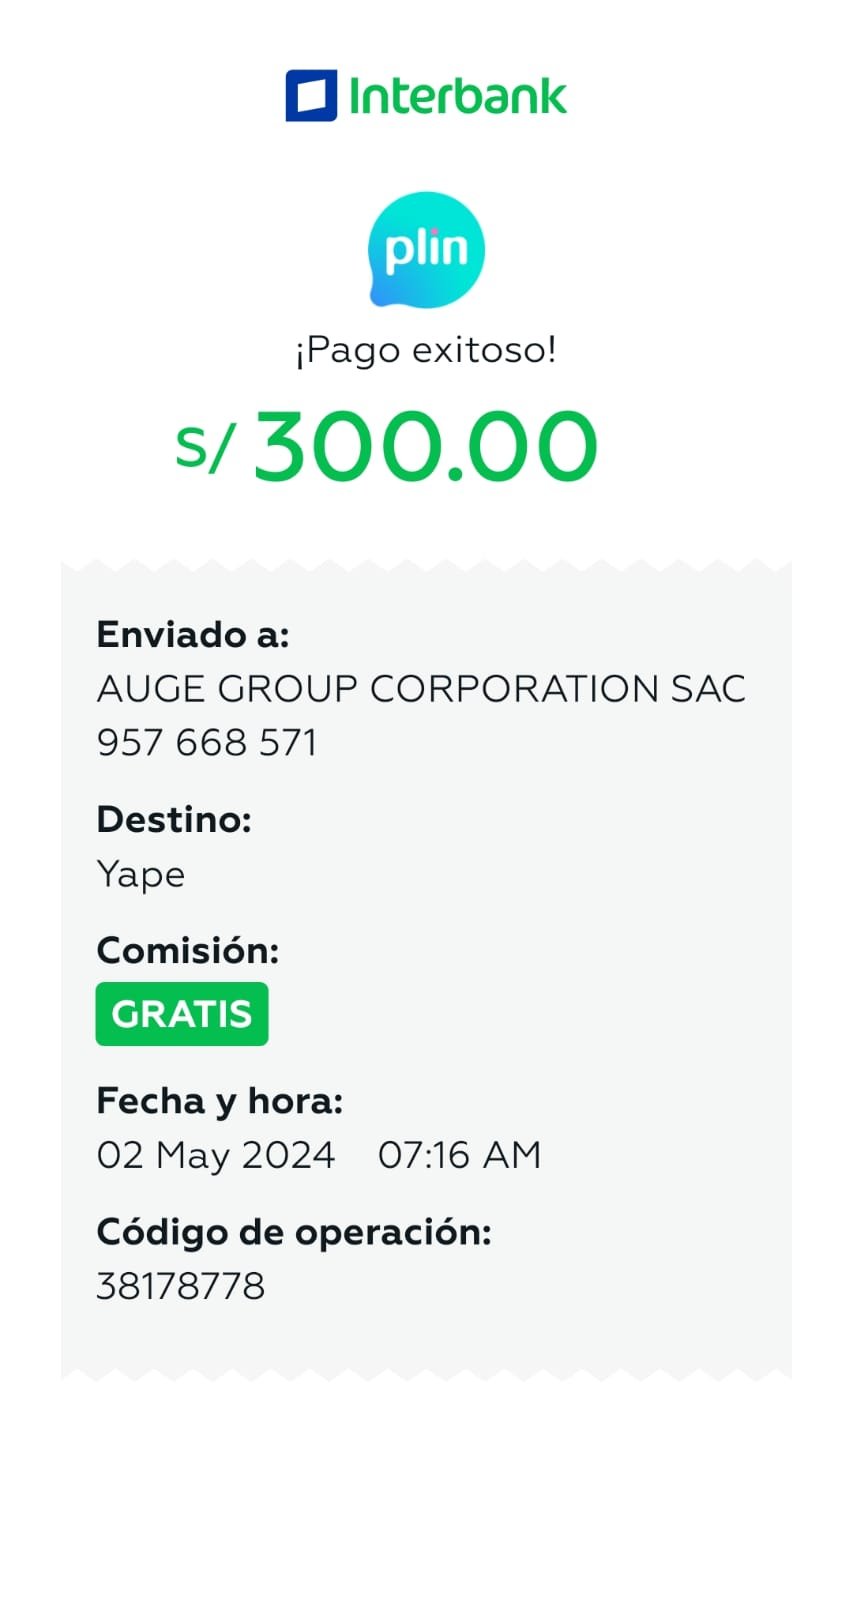 Interbank
plin
¡Pago exitoso!
S/ 300.00
Enviado a:
AUGE GROUP CORPORATION SAC
957 668 571
Destino:
Yape
Comisión:
GRATIS
Fecha y hora:
02 May 2024 07:16 AM
Código de operación:
38178778